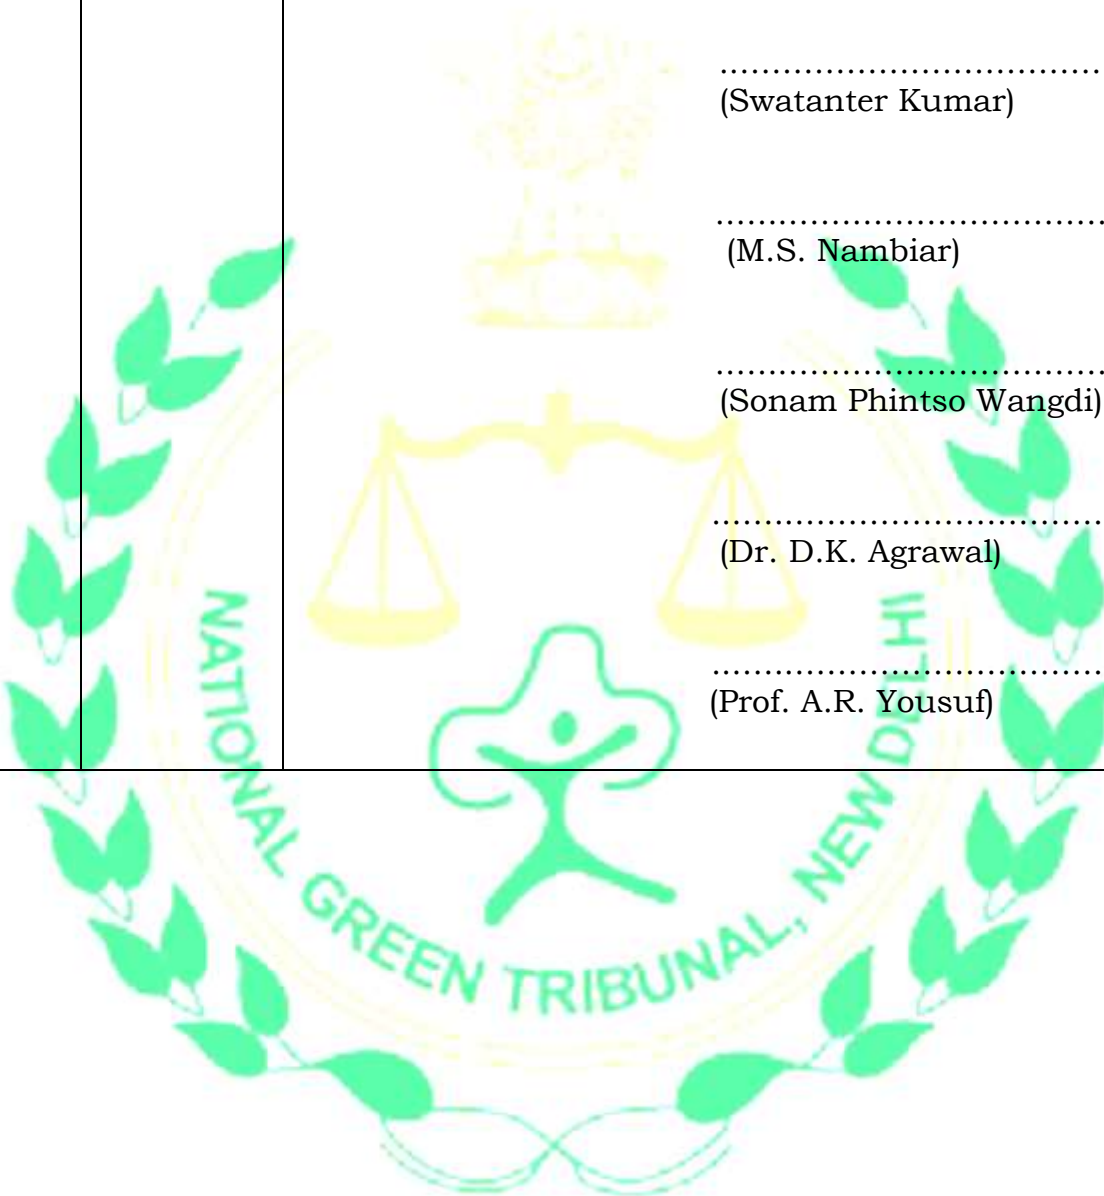 ………………………………
(Swatanter Kumar)
………………………………
(M.S. Nambiar)
………………………………
(Sonam Phintso Wangdi)
………………………………
(Dr. D.K. Agrawal)
………………………………
(Prof. A.R. Yousuf)
NATIONAL GREEN TRIBUNAL, NEW DELHI